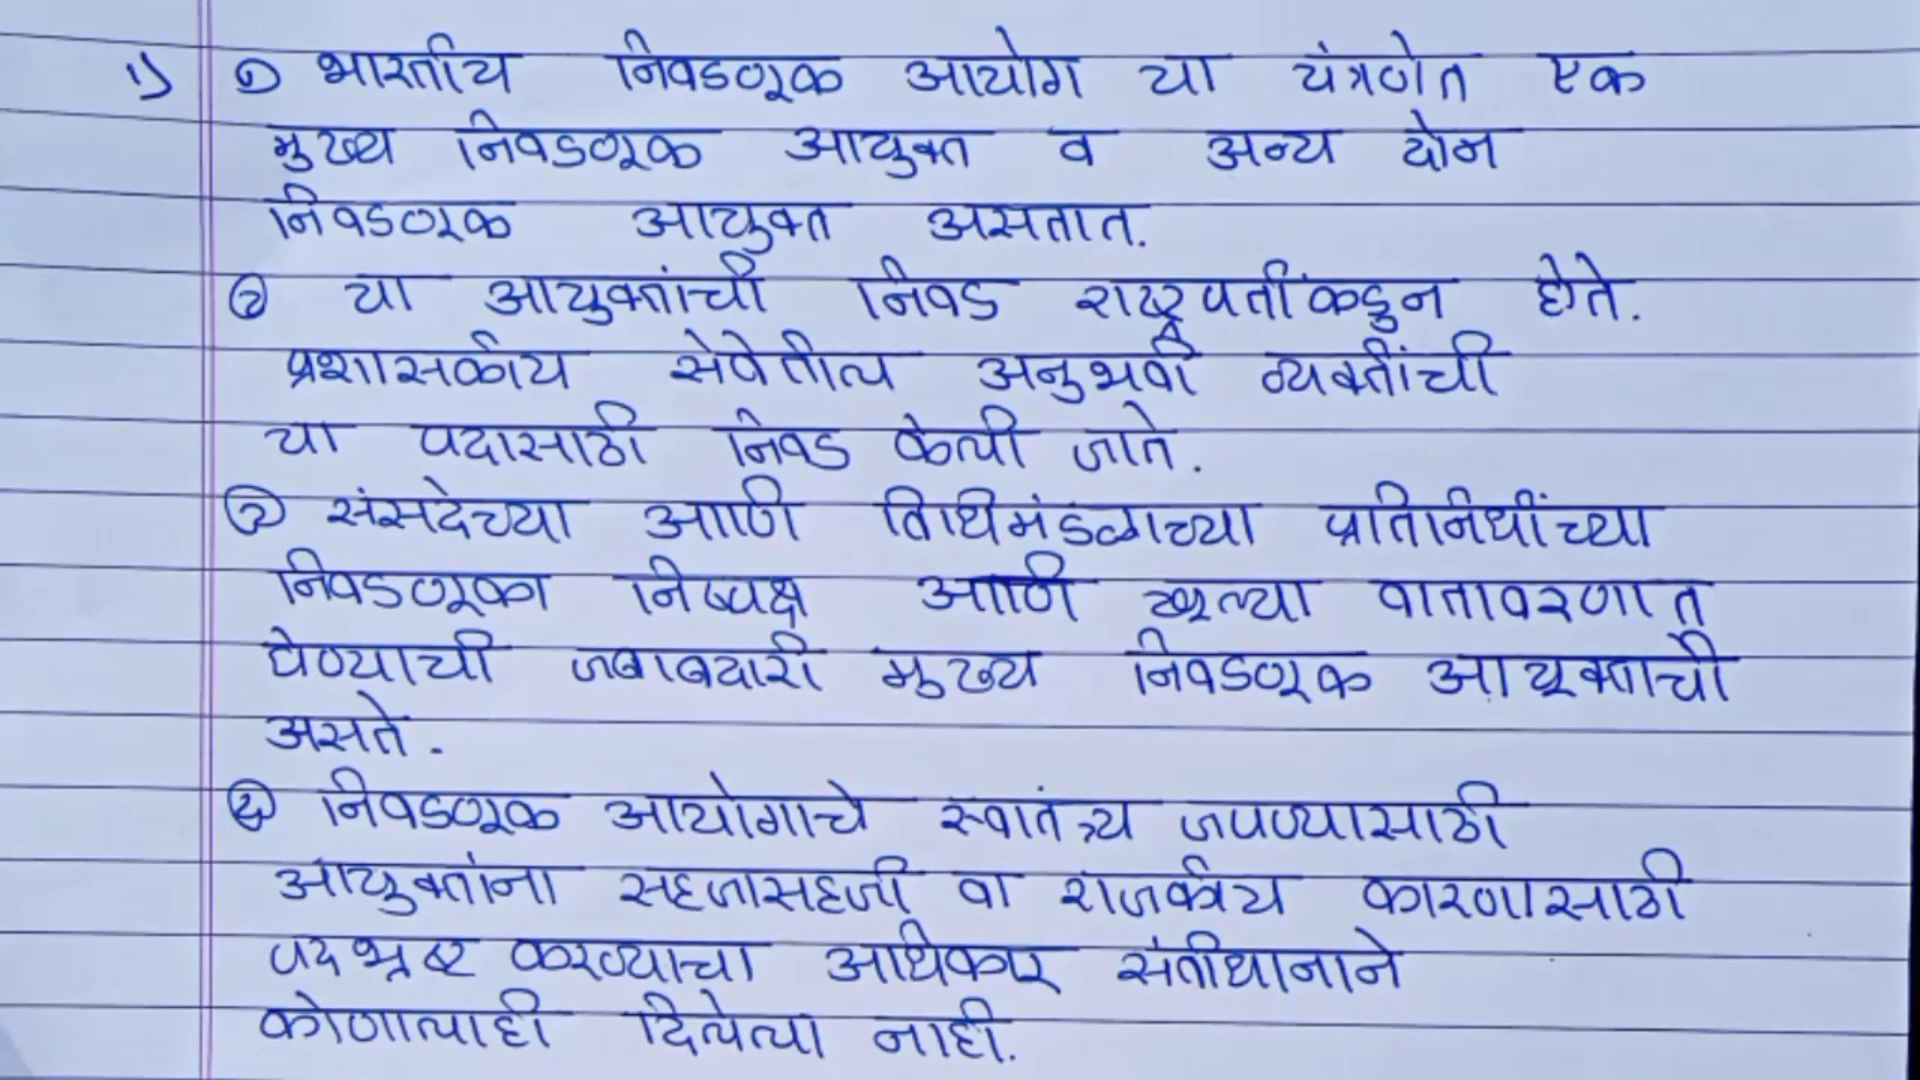 १) ① भारतीय निवडणूक आयोग या यंत्रणेत एक
मुख्य निवडणूक आयुक्त व अन्य दोन
निवडणूक आयुक्त असतात.
② या आयुक्तांची निवड राष्ट्रपतींकडुन होते.
प्रशासकीय सेवेतील अनुभवी व्यक्तींची
या पदासाठी निवड केली जाते.
③ संसदेच्या आणि विधिमंडळाच्या प्रतिनिधींच्या
निवडणूका निष्पक्ष आणि खूल्या वातावरणात
घेण्याची जबाबदारी मुख्य निवडणूक आयूक्ताची
असते.
④ निवडणूक आयोगाचे स्वातंत्र्य जपण्यासाठी
आयुक्तांना सहजासहजी वा राजकीय कारणासाठी
पदभ्रष्ट करण्याचा अधिकार संवीधानाने
कोणालाही दिलेला नाही.